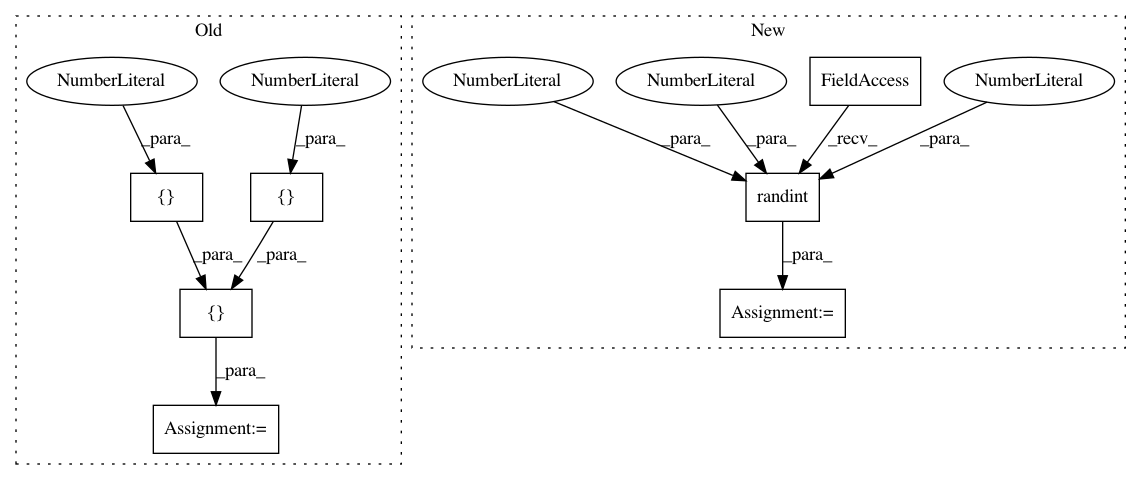 Old
New
NumberLiteral
NumberLiteral
NumberLiteral
NumberLiteral
FieldAccess
NumberLiteral
_para_
_para_
_para_
_para_
_recv_
_para_
{}
{}
randint
_para_
_para_
_para_
{}
Assignment:=
_para_
Assignment:=